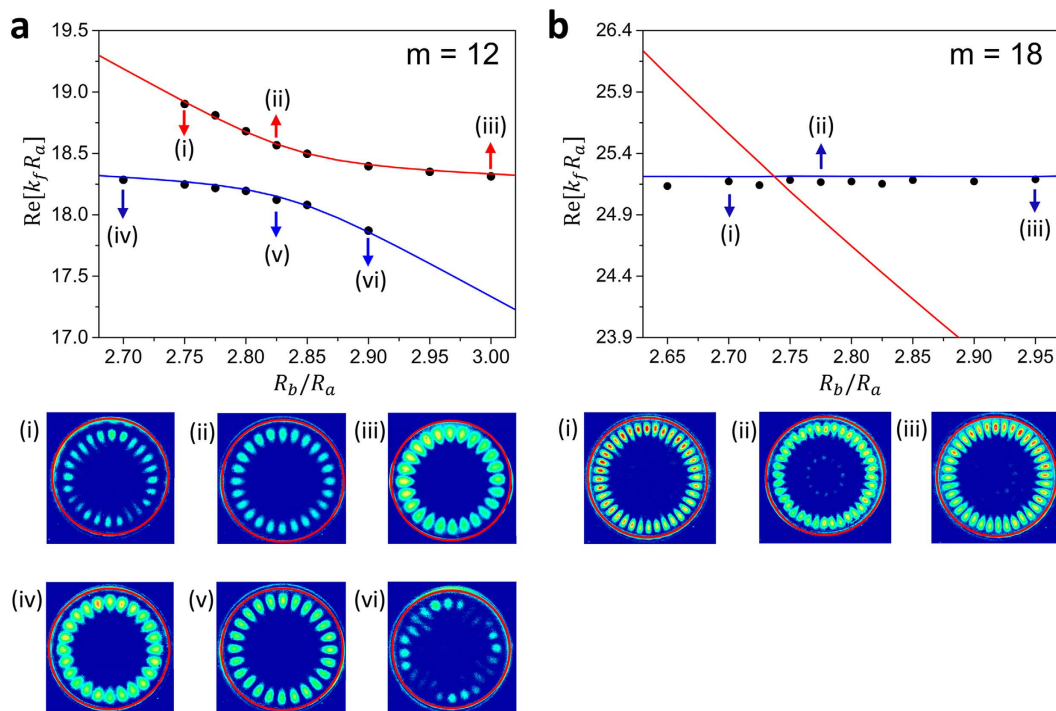 a
m = 12
19.5
19.0
18.5
18.0
17.5
17.0
Re[k_f R_a]
(i)
(ii)
(iii)
(iv)
(v)
(vi)
2.70 2.75 2.80 2.85 2.90 2.95 3.00
R_b/R_a
b
m = 18
26.4
25.9
25.4
24.9
24.4
23.9
Re[k_f R_a]
(ii)
(i)
(iii)
2.65 2.70 2.75 2.80 2.85 2.90 2.95
R_b/R_a
(i) (ii) (iii)
(iv) (v) (vi)
(i) (ii) (iii)